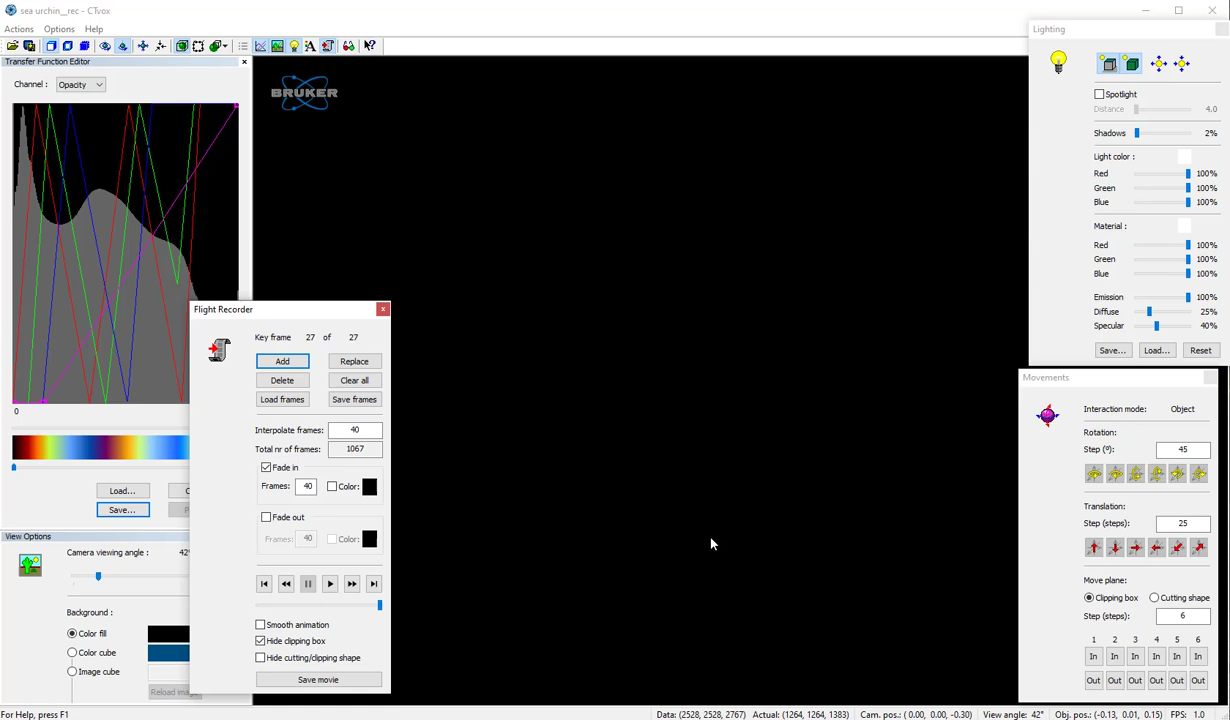 sea urchin__rec - CTvox
Actions Options Help
Transfer Function Editor
Channel : Opacity
0
Load...
Save...
View Options
Camera viewing angle : 42°
Background :
Color fill
Color cube
Image cube
BRUKER
Flight Recorder
Key frame 27 of 27
Add Replace
Delete Clear all
Load frames Save frames
Interpolate frames: 40
Total nr of frames: 1067
Fade in
Frames: 40 Color:
Fade out
Frames: 40 Color:
Smooth animation
Hide clipping box
Hide cutting/clipping shape
Save movie
Lighting
Spotlight
Distance 4.0
Shadows 2%
Light color :
Red 100%
Green 100%
Blue 100%
Material :
Red 100%
Green 100%
Blue 100%
Emission 100%
Diffuse 25%
Specular 40%
Save... Load... Reset
Movements
Interaction mode: Object
Rotation:
Step (º): 45
Translation:
Step (steps): 25
Move plane:
Clipping box Cutting shape
Step (steps): 6
1 2 3 4 5 6
In In In In In In
Out Out Out Out Out Out
For Help, press F1
Data: (2528, 2528, 2767) Actual: (1264, 1264, 1383) Cam. pos.: ( 0.00, 0.00, -0.30) View angle: 42° Obj. pos.: (-0.13, 0.01, 0.15) FPS: 1.0